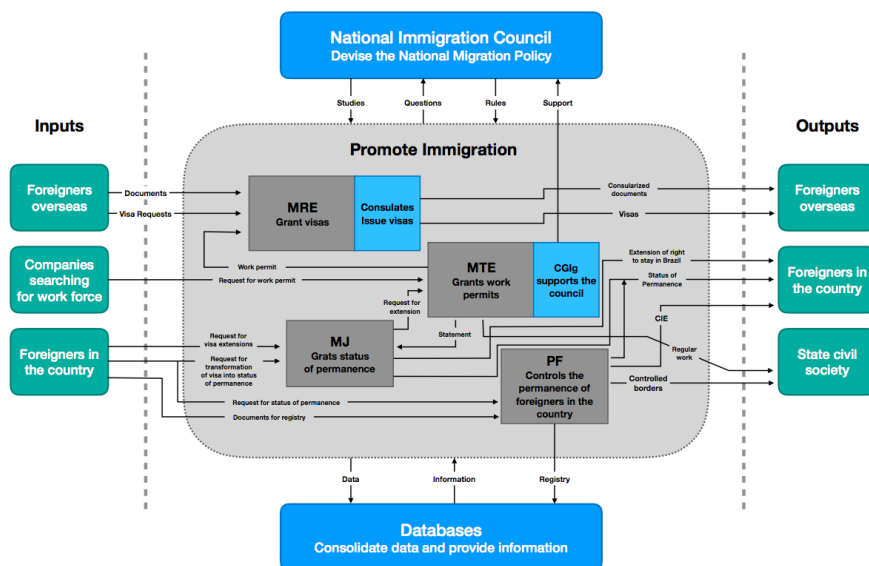 National Immigration Council
Devise the National Migration Policy
Studies
Questions
Rules
Support
Inputs
Outputs
Promote Immigration
Foreigners
overseas
Documents
Visa Requests
MRE
Grant visas
Consulates
Issue visas
Consularized
documents
Visas
Foreigners
overseas
Companies
searching
for work force
Work permit
Request for work permit
MTE
Grants work
permits
CGIg
supports the
council
Extension of right
to stay in Brazil
Status of
Permanence
Foreigners in
the country
Request for
extension
Statement
CIE
Regular
work
Foreigners in
the country
Request for
visa extensions
Request for
transformation
of visa into status
of permanence
MJ
Grats status
of permanence
PF
Controls the
permanence of
foreigners in the
country
Controlled
borders
State civil
society
Request for status of permanence
Documents for registry
Data
Information
Registry
Databases
Consolidate data and provide information